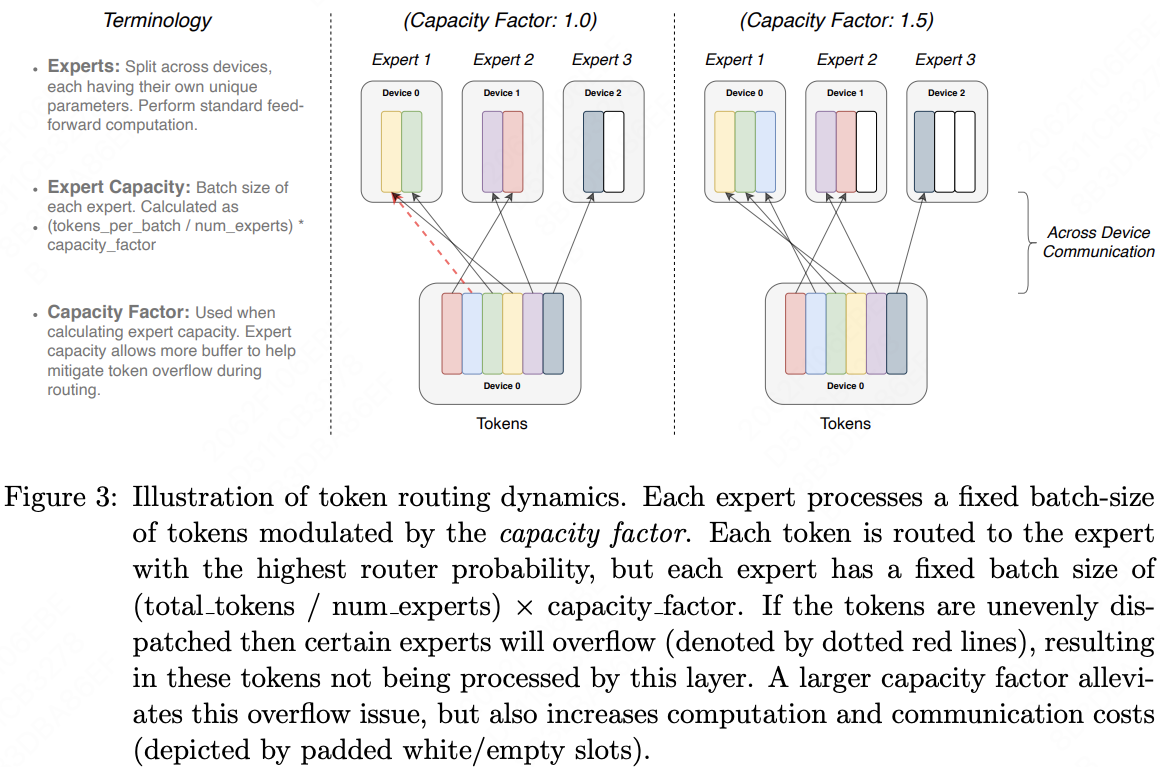 Terminology
• Experts: Split across devices,
each having their own unique
parameters. Perform standard feed-
forward computation.
• Expert Capacity: Batch size of
each expert. Calculated as
• (tokens_per_batch / num_experts) *
capacity_factor
• Capacity Factor: Used when
calculating expert capacity. Expert
capacity allows more buffer to help
mitigate token overflow during
routing.
(Capacity Factor: 1.0)
Expert 1 Expert 2 Expert 3
Device 0 Device 1 Device 2
Device 0
Tokens
(Capacity Factor: 1.5)
Expert 1 Expert 2 Expert 3
Device 0 Device 1 Device 2
Device 0
Tokens
Across Device
Communication
Figure 3: Illustration of token routing dynamics. Each expert processes a fixed batch-size
of tokens modulated by the capacity factor. Each token is routed to the expert
with the highest router probability, but each expert has a fixed batch size of
(total_tokens / num_experts) × capacity_factor. If the tokens are unevenly dis-
patched then certain experts will overflow (denoted by dotted red lines), resulting
in these tokens not being processed by this layer. A larger capacity factor allevi-
ates this overflow issue, but also increases computation and communication costs
(depicted by padded white/empty slots).